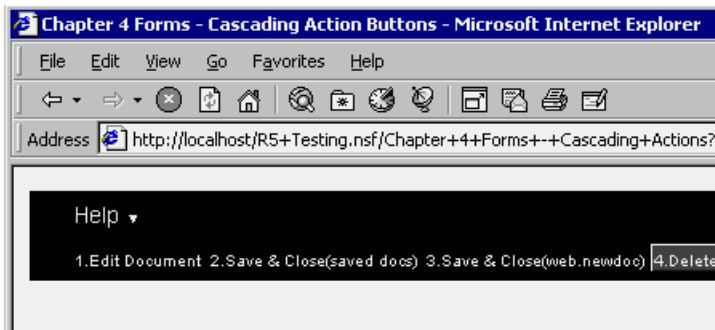 Chapter 4 Forms - Cascading Action Buttons - Microsoft Internet Explorer
File Edit View Go Favorites Help
Address http://localhost/R5+Testing.nsf/Chapter+4+Forms+-+Cascading+Actions?
Help
1.Edit Document 2.Save & Close(saved docs) 3.Save & Close(web.newdoc) 4.Delete